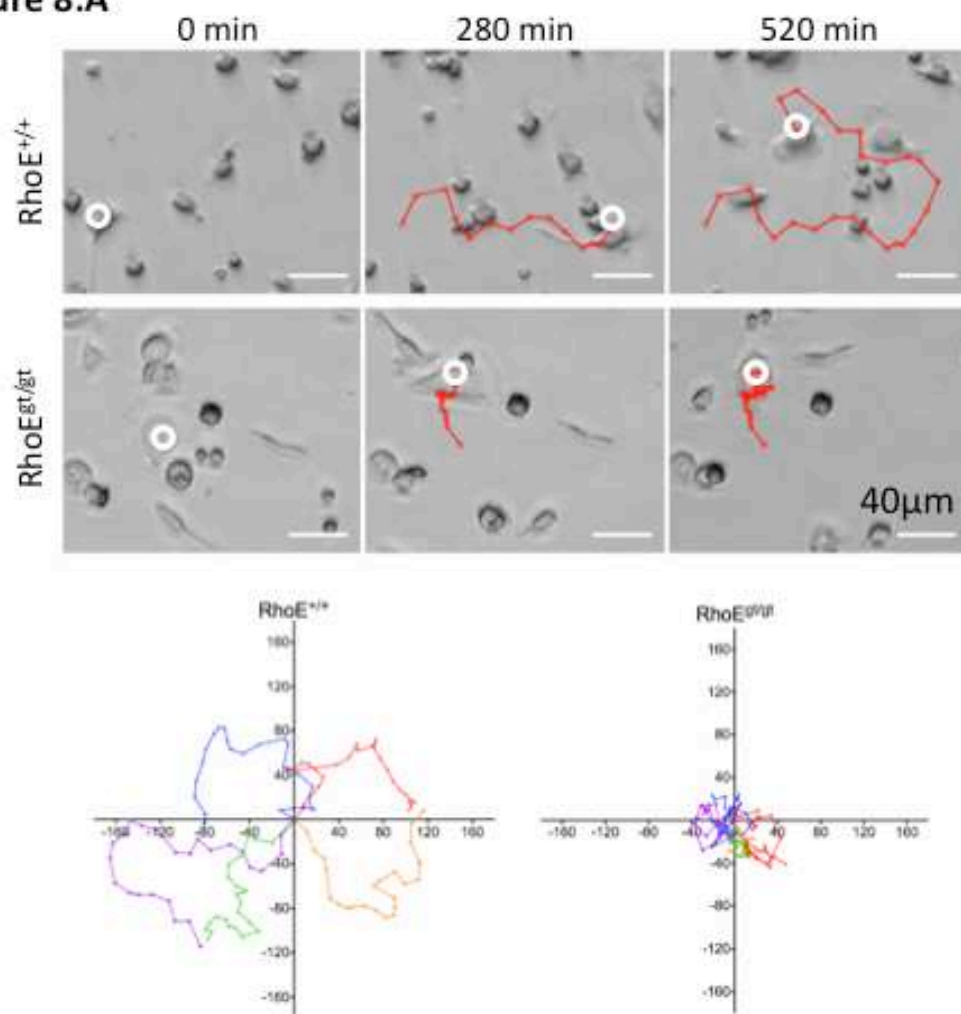 ure 8.A
0 min 280 min 520 min
RhoE+/+
RhoEgt/gt
40µm
RhoE+/+ RhoEgt/gt
160 160
120 120
80 80
40 40
-160 -120 -80 -40 40 80 120 160 -160 -120 -80 -40 40 80 120 160
-40 -40
-80 -80
-120 -120
-160 -160